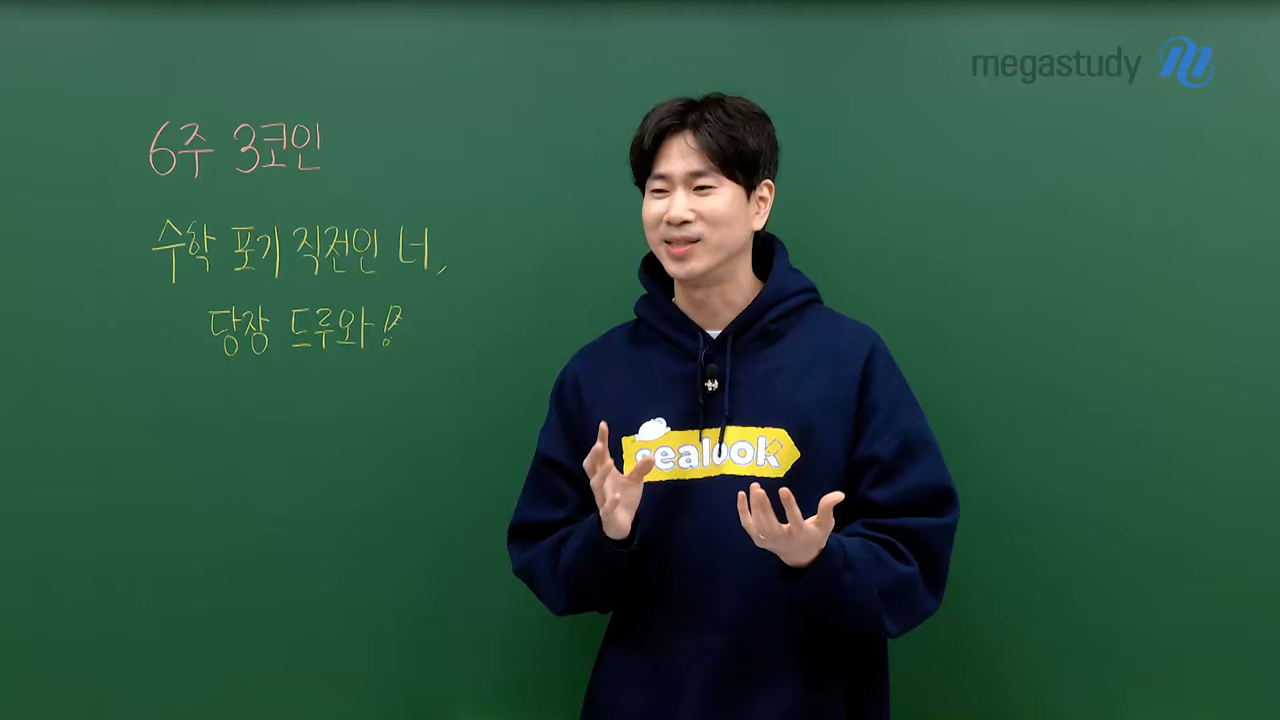 megastudy
6주 3코인
수학 포기 직전인 너,
당장 드루와!
sealook